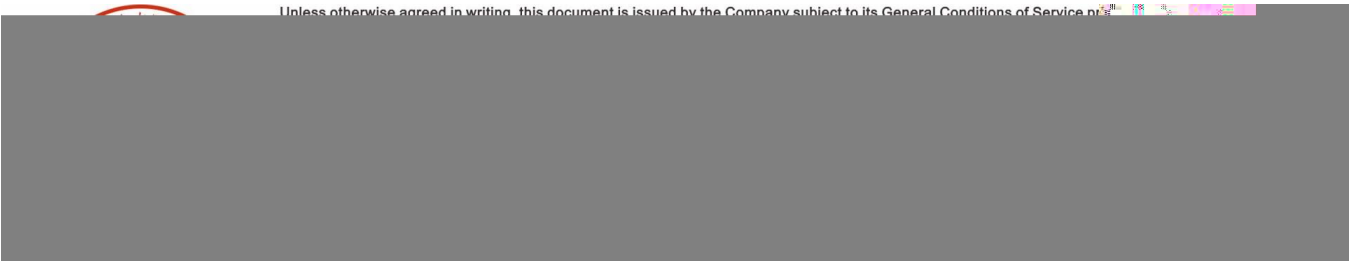 Unless otherwise agreed in writing, this document is issued by the Company subject to its General Conditions of Service